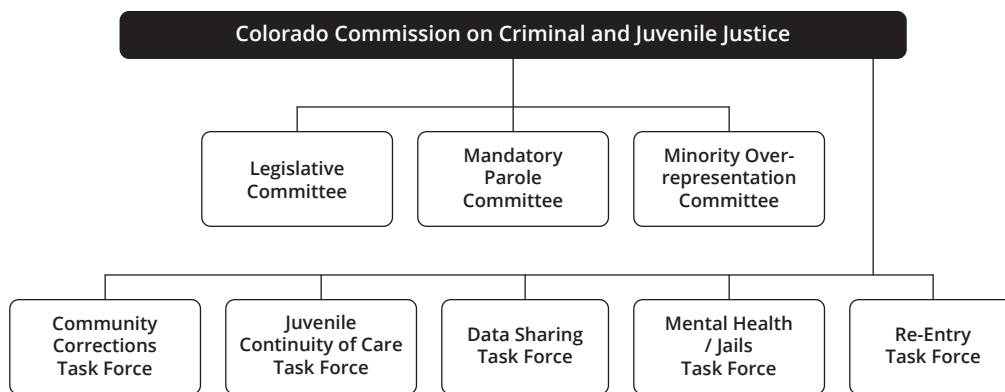 Colorado Commission on Criminal and Juvenile Justice
Legislative
Committee
Mandatory
Parole
Committee
Minority Over-
representation
Committee
Community
Corrections
Task Force
Juvenile
Continuity of Care
Task Force
Data Sharing
Task Force
Mental Health
/ Jails
Task Force
Re-Entry
Task Force